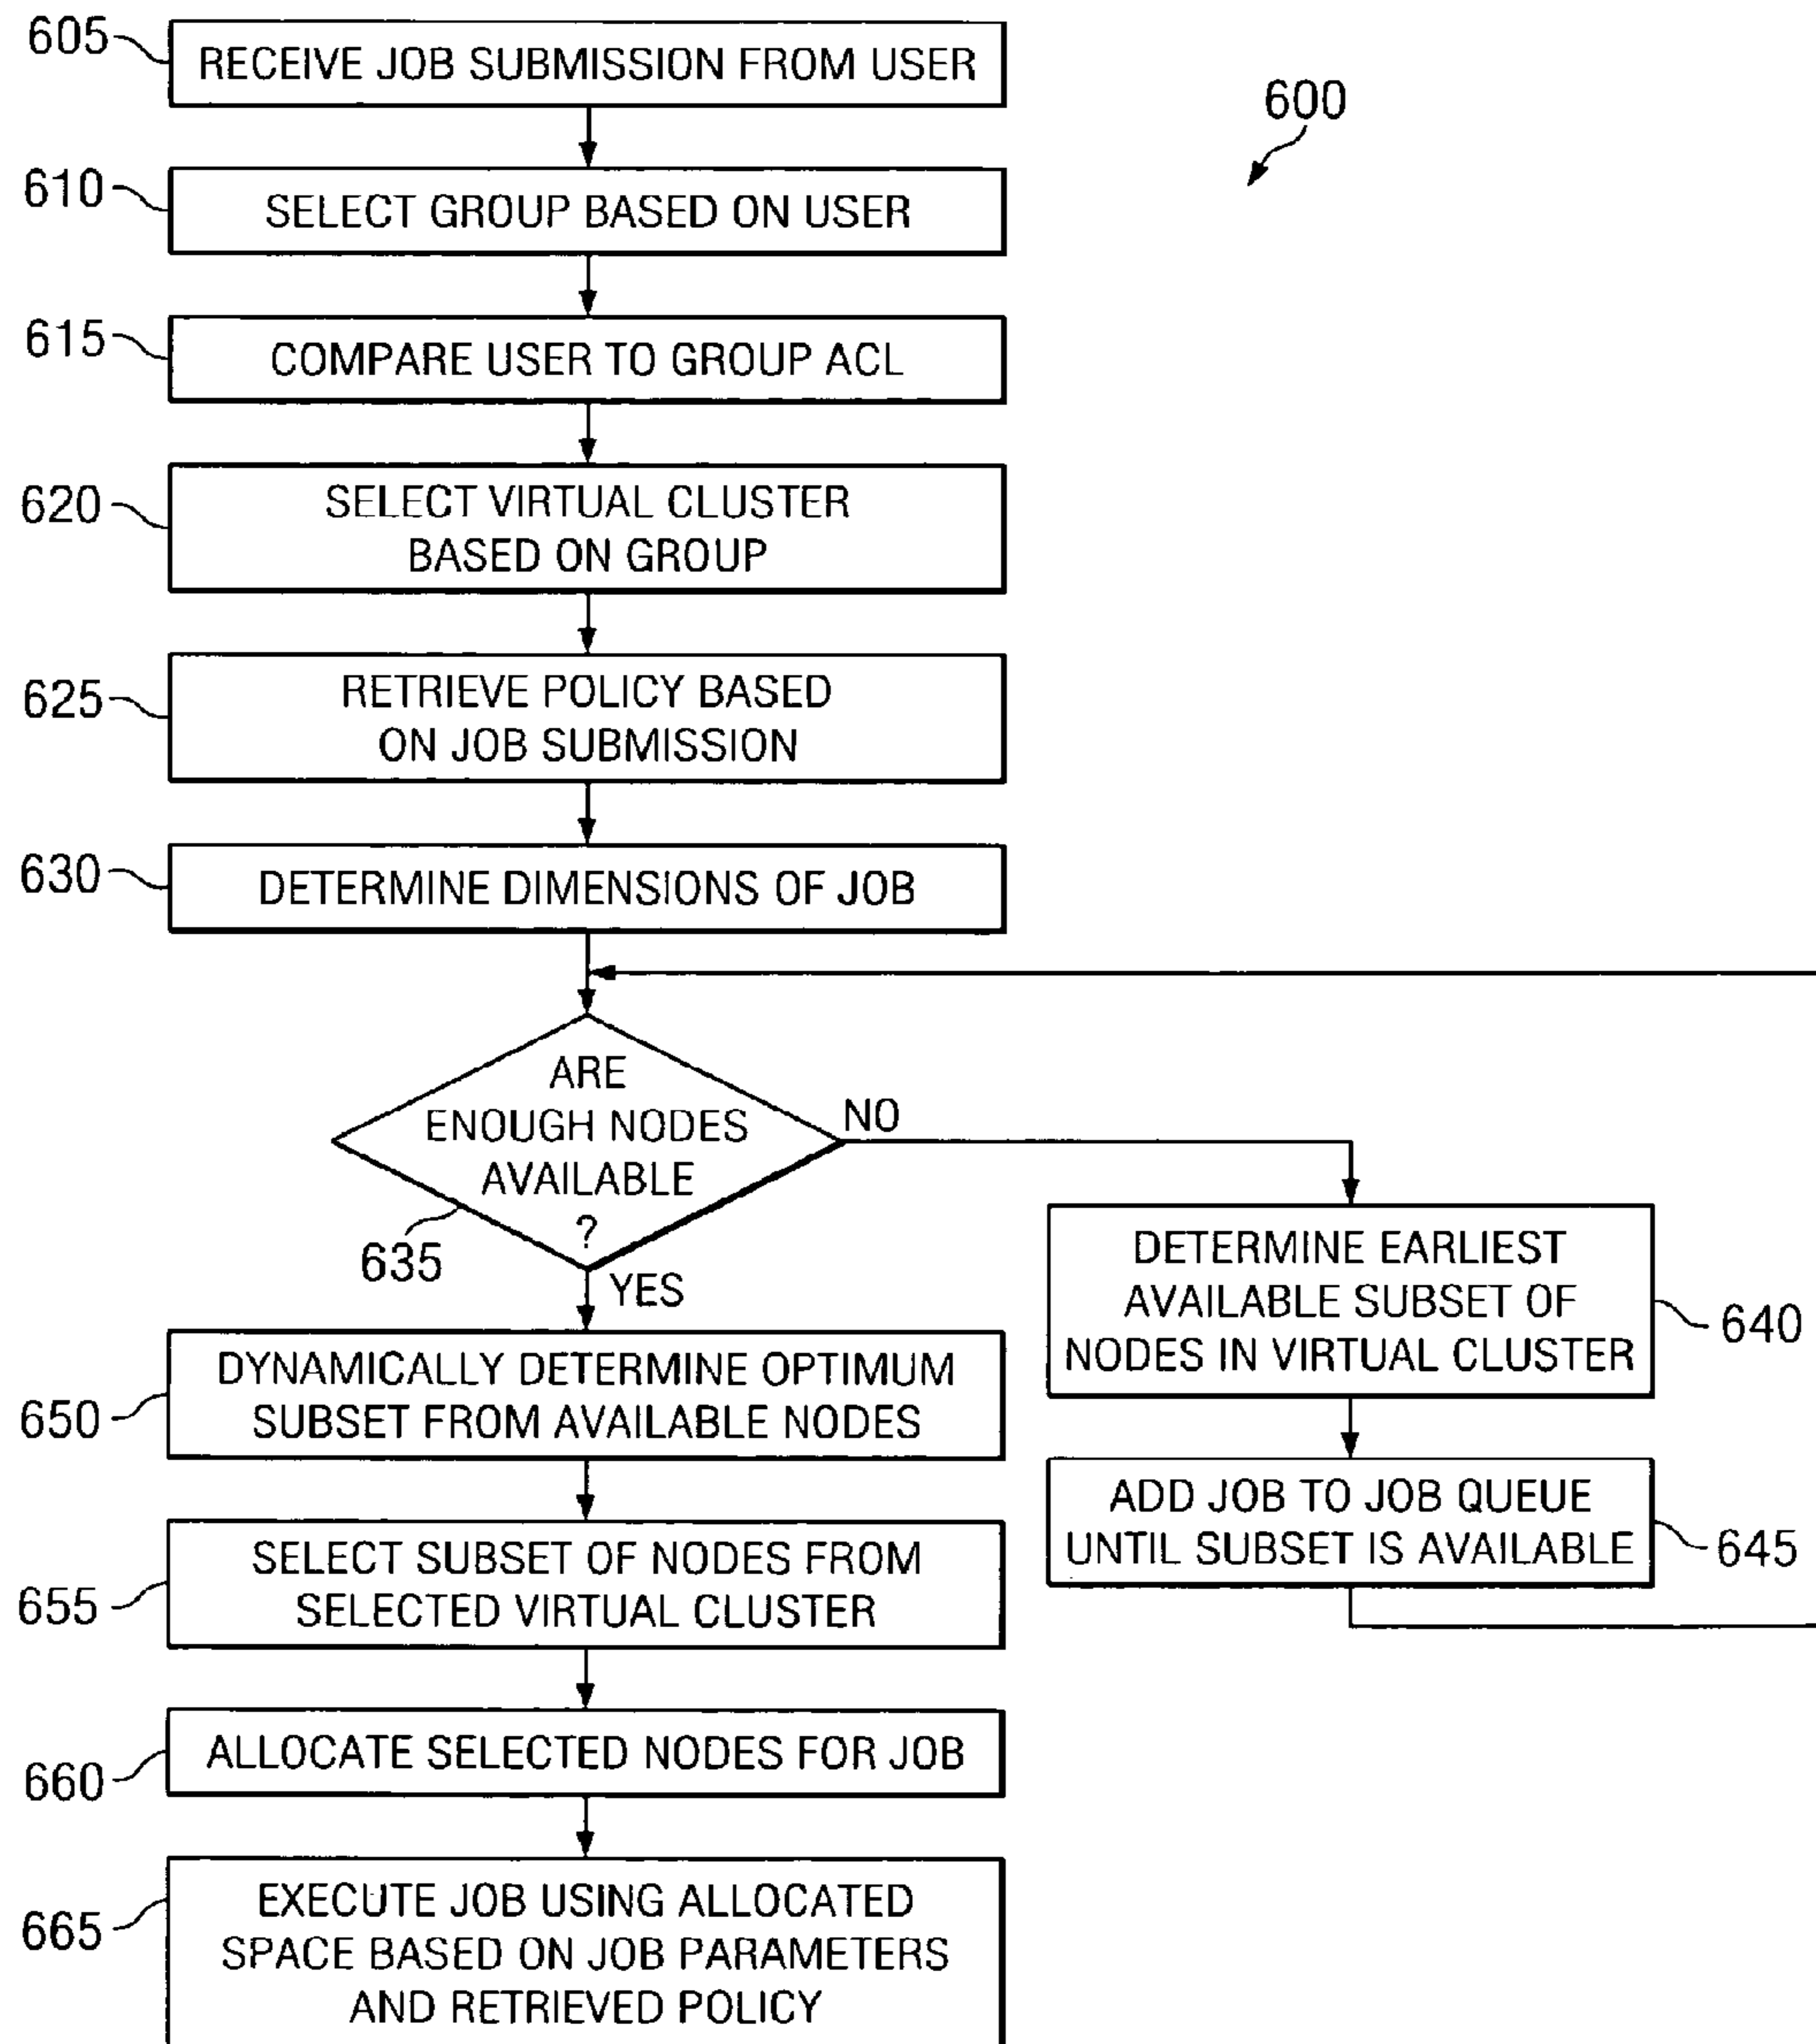 605
RECEIVE JOB SUBMISSION FROM USER
600
610
SELECT GROUP BASED ON USER
615
COMPARE USER TO GROUP ACL
620
SELECT VIRTUAL CLUSTER
BASED ON GROUP
625
RETRIEVE POLICY BASED
ON JOB SUBMISSION
630
DETERMINE DIMENSIONS OF JOB
ARE
ENOUGH NODES
AVAILABLE
?
635
NO
YES
DETERMINE EARLIEST
AVAILABLE SUBSET OF
NODES IN VIRTUAL CLUSTER
640
ADD JOB TO JOB QUEUE
UNTIL SUBSET IS AVAILABLE
645
650
DYNAMICALLY DETERMINE OPTIMUM
SUBSET FROM AVAILABLE NODES
655
SELECT SUBSET OF NODES FROM
SELECTED VIRTUAL CLUSTER
660
ALLOCATE SELECTED NODES FOR JOB
665
EXECUTE JOB USING ALLOCATED
SPACE BASED ON JOB PARAMETERS
AND RETRIEVED POLICY